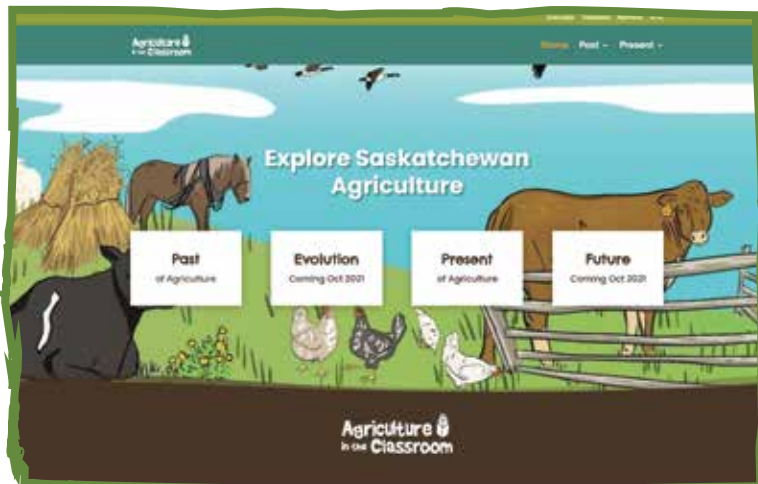 Agriculture
in the Classroom
Home Past Present
Explore Saskatchewan
Agriculture
Past
of Agriculture
Evolution
Coming Oct 2021
Present
of Agriculture
Future
Coming Oct 2021
Agriculture
in the Classroom